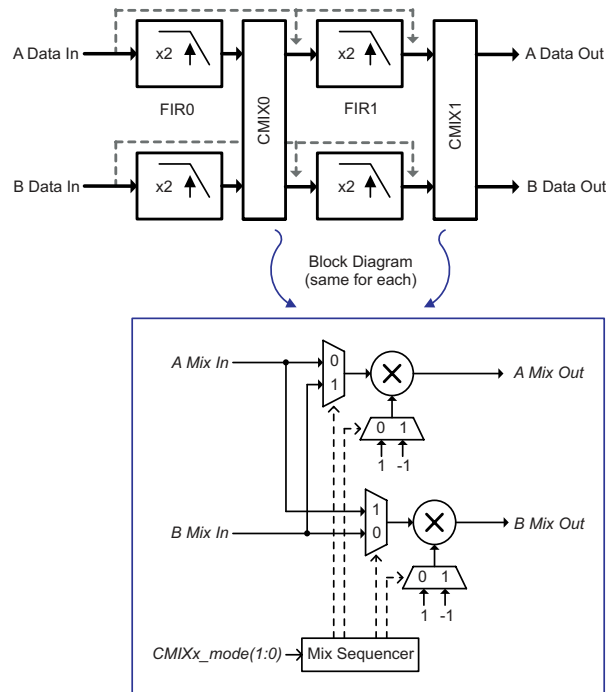 A Data In
x2
x2
A Data Out
FIR0
CMIX0
FIR1
CMIX1
B Data In
x2
x2
B Data Out
Block Diagram
(same for each)
A Mix In
0
1
A Mix Out
0 1
1 -1
B Mix In
1
0
B Mix Out
0 1
1 -1
CMIXx_mode(1:0)
Mix Sequencer